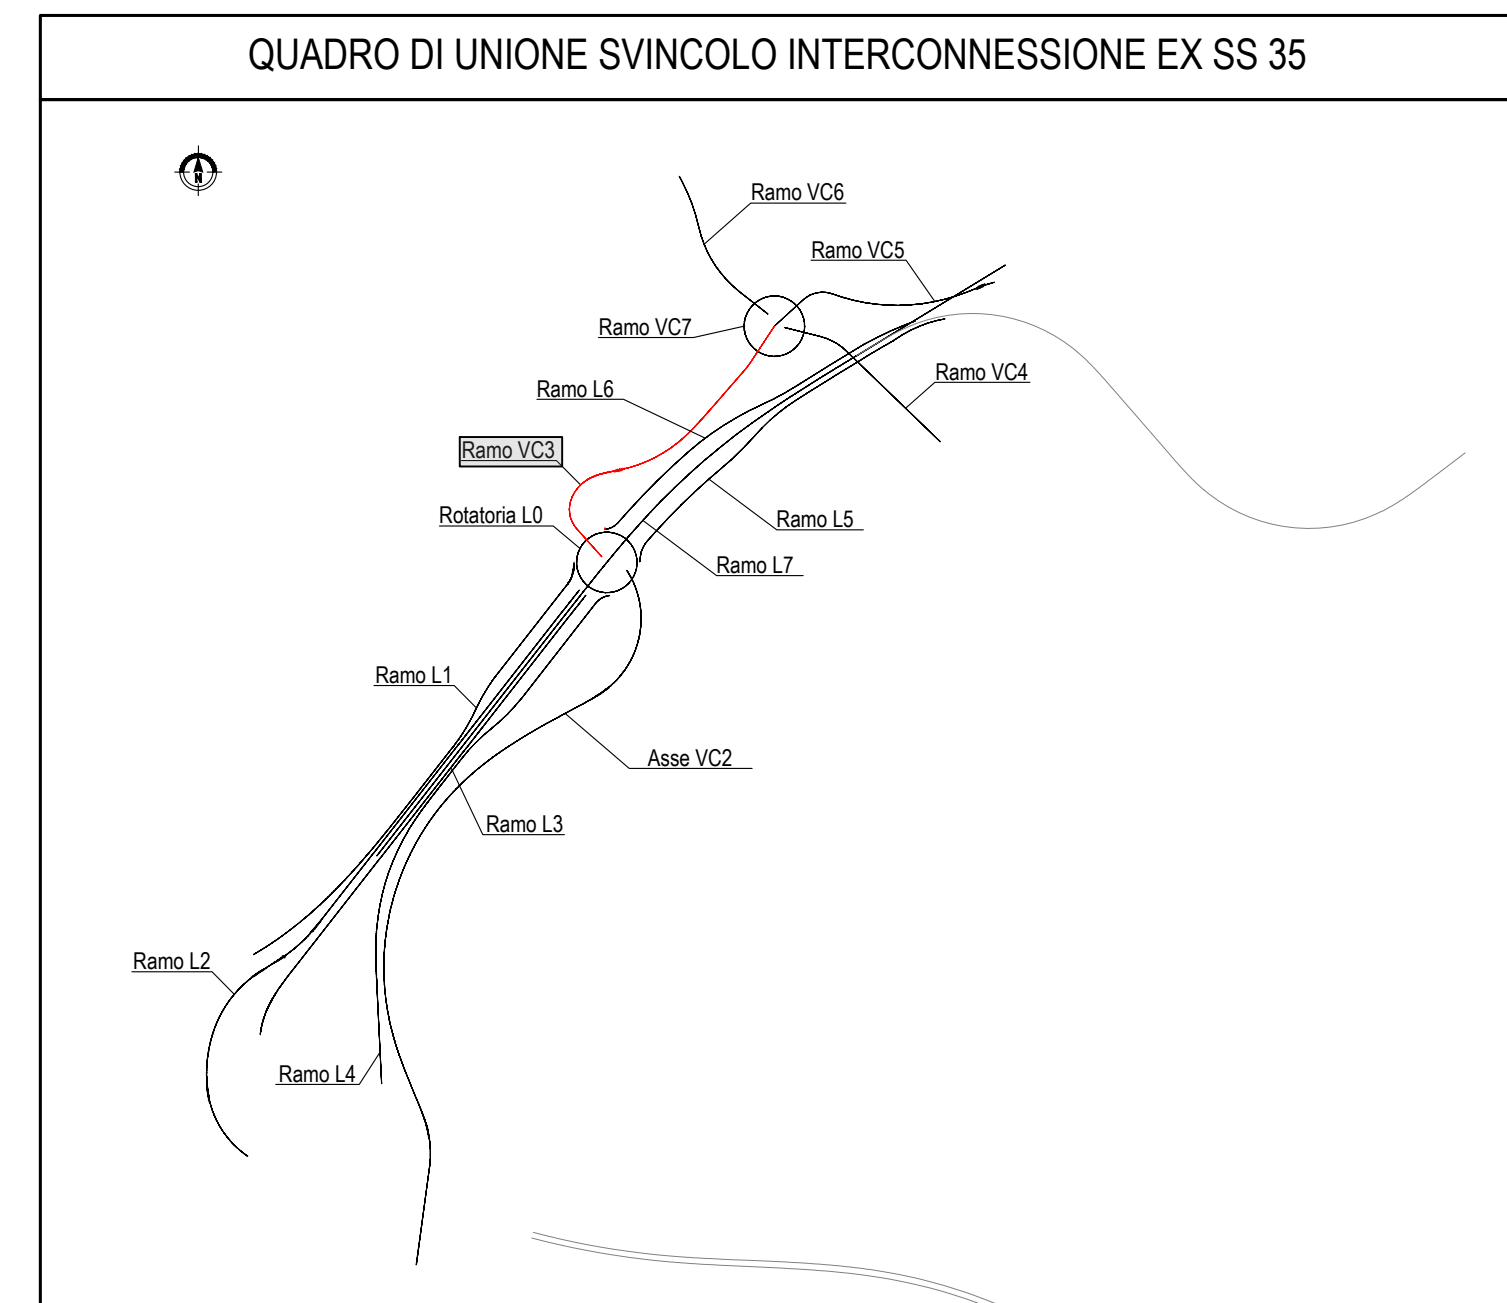 QUADRO DI UNIONE SVINCOLO INTERCONNESSIONE EX SS 35
N
Ramo VC6
Ramo VC5
Ramo VC7
Ramo VC4
Ramo L6
Ramo VC3
Rotatoria L0
Ramo L5
Ramo L7
Ramo L1
Asse VC2
Ramo L3
Ramo L2
Ramo L4